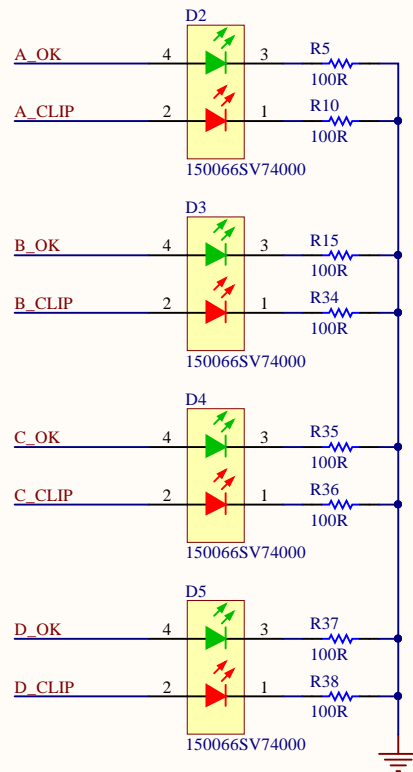 D2
A_OK 4 3 R5
100R
A_CLIP 2 1 R10
100R
150066SV74000
D3
B_OK 4 3 R15
100R
B_CLIP 2 1 R34
100R
150066SV74000
D4
C_OK 4 3 R35
100R
C_CLIP 2 1 R36
100R
150066SV74000
D5
D_OK 4 3 R37
100R
D_CLIP 2 1 R38
100R
150066SV74000